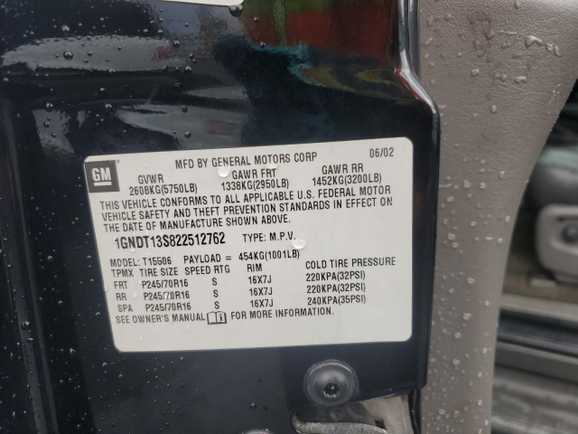 MFD BY GENERAL MOTORS CORP 06/02
GM GVWR GAWR FRT GAWR RR
2608KG(5750LB) 1338KG(2950LB) 1452KG(3200LB)
THIS VEHICLE CONFORMS TO ALL APPLICABLE U.S. FEDERAL MOTOR
VEHICLE SAFETY AND THEFT PREVENTION STANDARDS IN EFFECT ON
THE DATE OF MANUFACTURE SHOWN ABOVE.
1GNDT13S822512762 TYPE: M.P.V.
MODEL: T15506 PAYLOAD = 454KG(1001LB)
TPMX TIRE SIZE SPEED RTG RIM COLD TIRE PRESSURE
FRT P245/70R16 S 16X7J 220KPA(32PSI)
RR P245/70R16 S 16X7J 220KPA(32PSI)
SPA P245/70R16 S 16X7J 240KPA(35PSI)
SEE OWNER'S MANUAL FOR MORE INFORMATION.